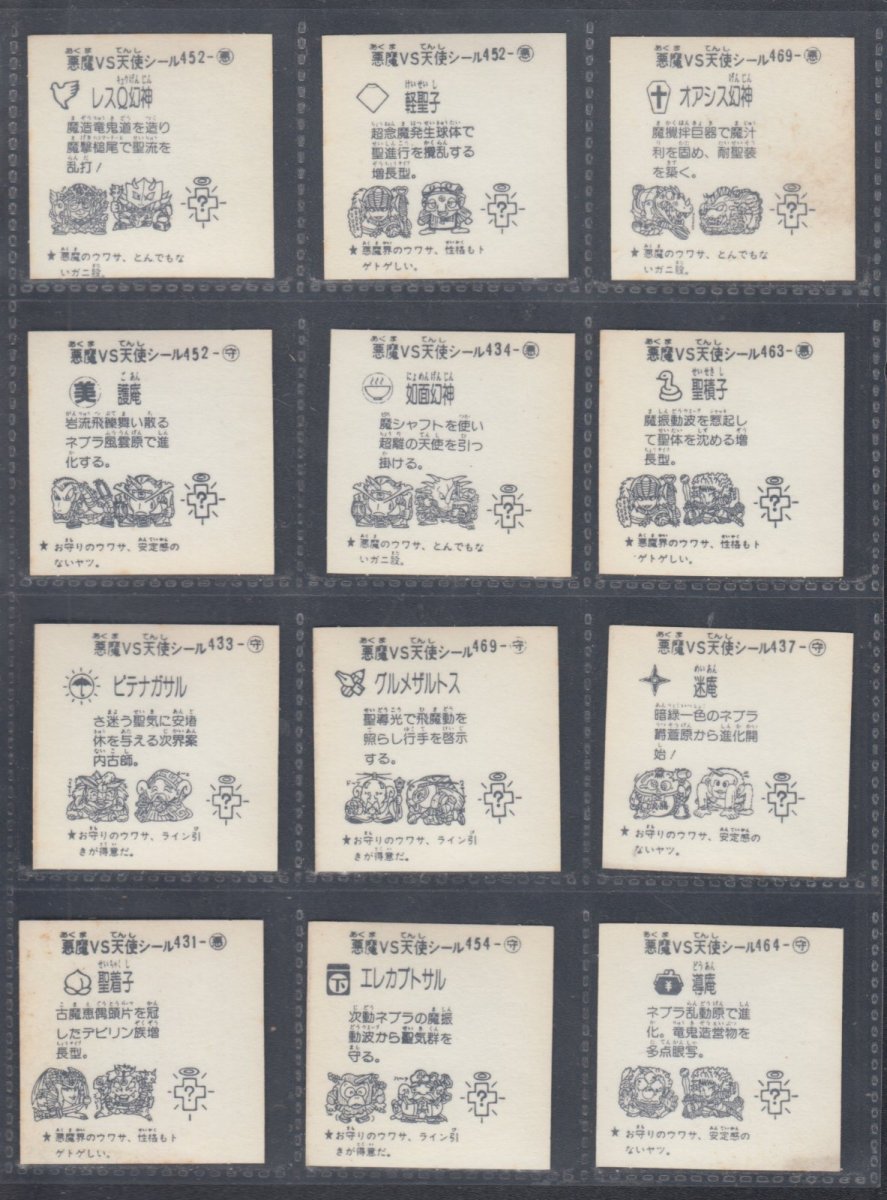 悪魔VS天使シール452-悪
レスQ幻神
魔造竜鬼道を造り
魔撃槌尾で聖流を
乱打!
★悪魔のウワサ、とんでもな
いガニ殻。
悪魔VS天使シール452-悪
軽聖子
超念魔発生球体で
聖進行を攪乱する
増長型。
★悪魔界のウワサ、性格もト
ゲトゲしい。
悪魔VS天使シール469-悪
オアシス幻神
魔攪拌巨器で魔汁
利を固め、耐聖装
を築く。
★悪魔のウワサ、とんでもな
いガニ殻。
悪魔VS天使シール452-守
美
護庵
岩流飛礫舞い散る
ネブラ風雲原で進
化する。
★お守りのウワサ、安定感の
ないヤツ。
悪魔VS天使シール434-悪
如面幻神
魔シャフトを使い
超離の天使を引っ
掛ける。
★悪魔のウワサ、とんでもな
いガニ殻。
悪魔VS天使シール463-悪
聖積子
魔振動波を惹起し
て聖体を沈める増
長型。
★悪魔界のウワサ、性格もト
ゲトゲしい。
悪魔VS天使シール433-守
ピテナガサル
さ迷う聖気に安堵
休を与える次界案
内古師。
★お守りのウワサ、ライン引
きが得意だ。
悪魔VS天使シール469-守
グルメザルトス
聖導光で飛魔動を
照らし行手を啓示
する。
★お守りのウワサ、ライン引
きが得意だ。
悪魔VS天使シール437-守
迷庵
暗緑一色のネブラ
爵蒼原から進化開
始!
★お守りのウワサ、安定感の
ないヤツ。
悪魔VS天使シール431-悪
聖着子
古魔恵偶頭片を冠
したデビリン族増
長型。
★悪魔界のウワサ、性格もト
ゲトゲしい。
悪魔VS天使シール454-守
下
エレカブトサル
次動ネブラの魔振
動波から聖気群を
守る。
★お守りのウワサ、ライン引
きが得意だ。
悪魔VS天使シール464-守
導庵
ネブラ乱動原で進
化。竜鬼造営物を
多点眼写。
★お守りのウワサ、安定感の
ないヤツ。